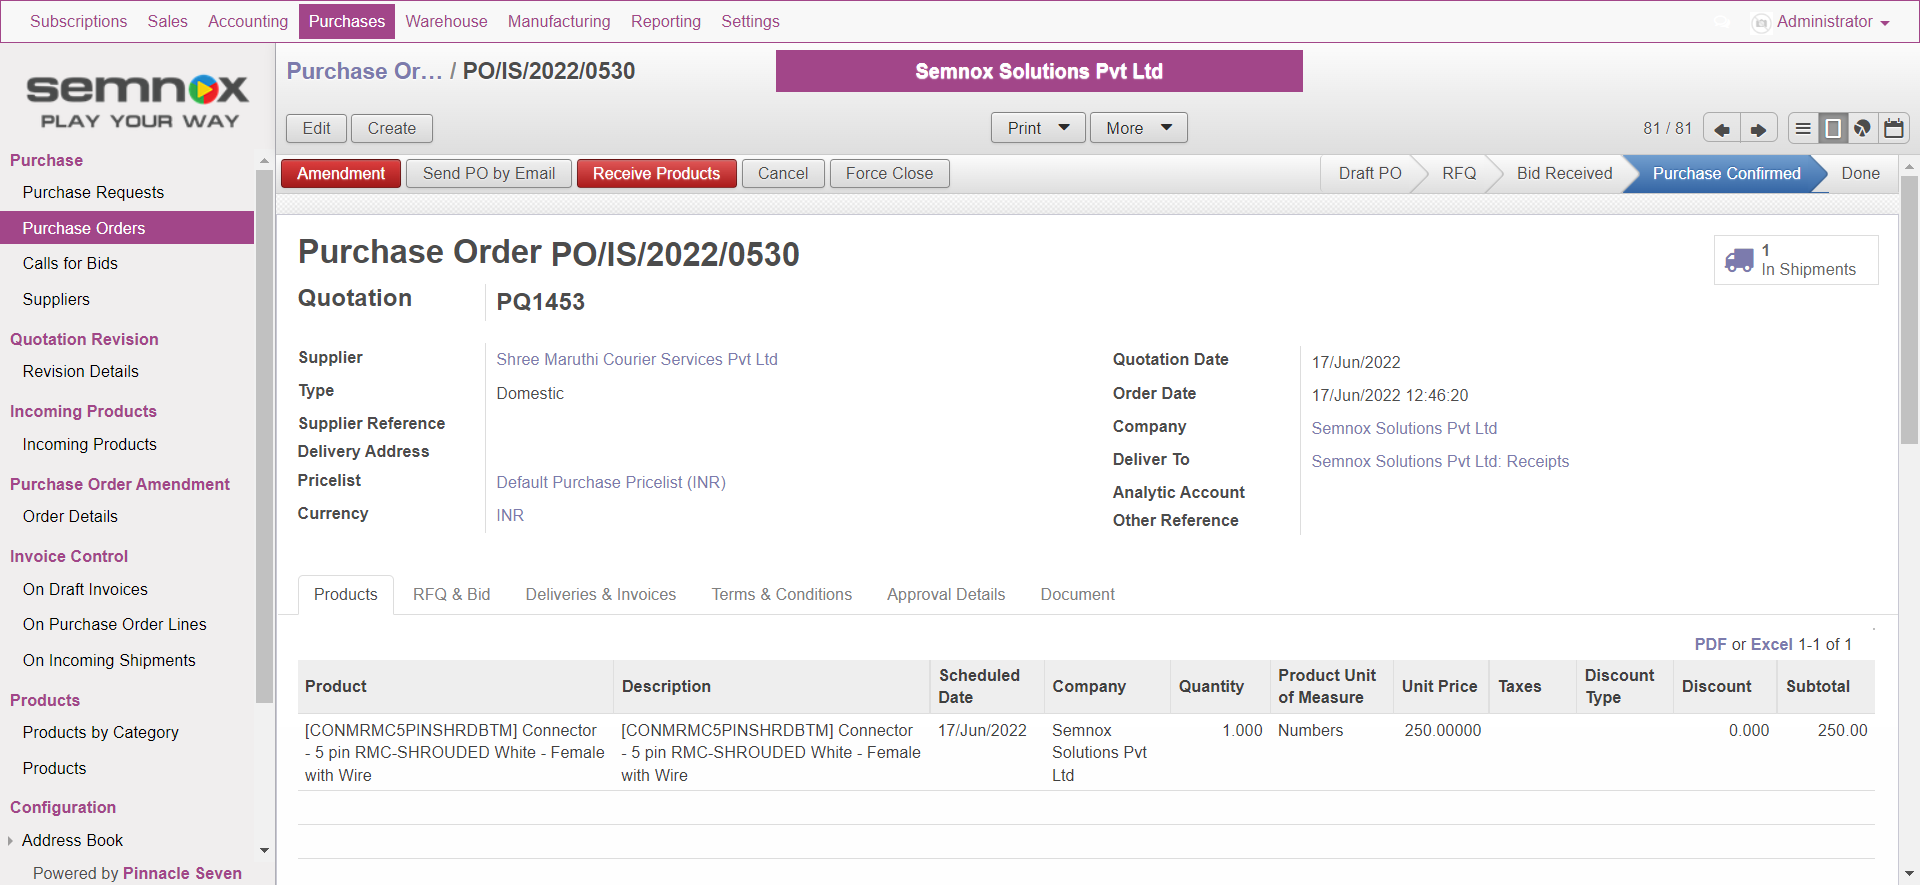 Subscriptions Sales Accounting Purchases Warehouse Manufacturing Reporting Settings Administrator
semnox
PLAY YOUR WAY
Purchase Or... / PO/IS/2022/0530
Semnox Solutions Pvt Ltd
Edit Create Print More 81 / 81
Amendment Send PO by Email Receive Products Cancel Force Close Draft PO RFQ Bid Received Purchase Confirmed Done
Purchase
Purchase Requests
Purchase Orders
Calls for Bids
Suppliers
Quotation Revision
Revision Details
Incoming Products
Incoming Products
Purchase Order Amendment
Order Details
Invoice Control
On Draft Invoices
On Purchase Order Lines
On Incoming Shipments
Products
Products by Category
Products
Configuration
Address Book
Powered by Pinnacle Seven
Purchase Order PO/IS/2022/0530
1
In Shipments
Quotation PQ1453
Supplier Shree Maruthi Courier Services Pvt Ltd
Type Domestic
Supplier Reference
Delivery Address
Pricelist Default Purchase Pricelist (INR)
Currency INR
Quotation Date 17/Jun/2022
Order Date 17/Jun/2022 12:46:20
Company Semnox Solutions Pvt Ltd
Deliver To Semnox Solutions Pvt Ltd: Receipts
Analytic Account
Other Reference
Products RFQ & Bid Deliveries & Invoices Terms & Conditions Approval Details Document
PDF or Excel 1-1 of 1
Product Description Scheduled Date Company Quantity Product Unit of Measure Unit Price Taxes Discount Type Discount Subtotal
[CONMRMC5PINSHRDBTM] Connector [CONMRMC5PINSHRDBTM] Connector 17/Jun/2022 Semnox 1.000 Numbers 250.00000 0.000 250.00
- 5 pin RMC-SHROUDED White - Female - 5 pin RMC-SHROUDED White - Female Solutions Pvt
with Wire with Wire Ltd